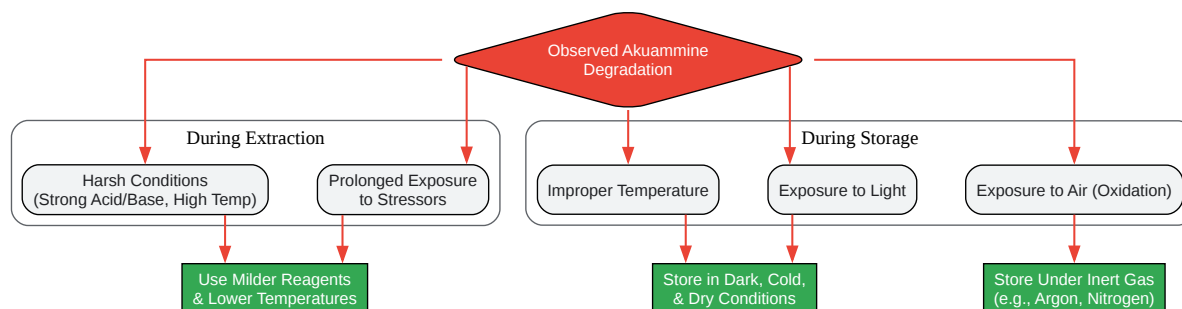 Observed Akuammine
Degradation
During Extraction
During Storage
Harsh Conditions
(Strong Acid/Base, High Temp)
Prolonged Exposure
to Stressors
Improper Temperature
Exposure to Light
Exposure to Air (Oxidation)
Use Milder Reagents
& Lower Temperatures
Store in Dark, Cold,
& Dry Conditions
Store Under Inert Gas
(e.g., Argon, Nitrogen)